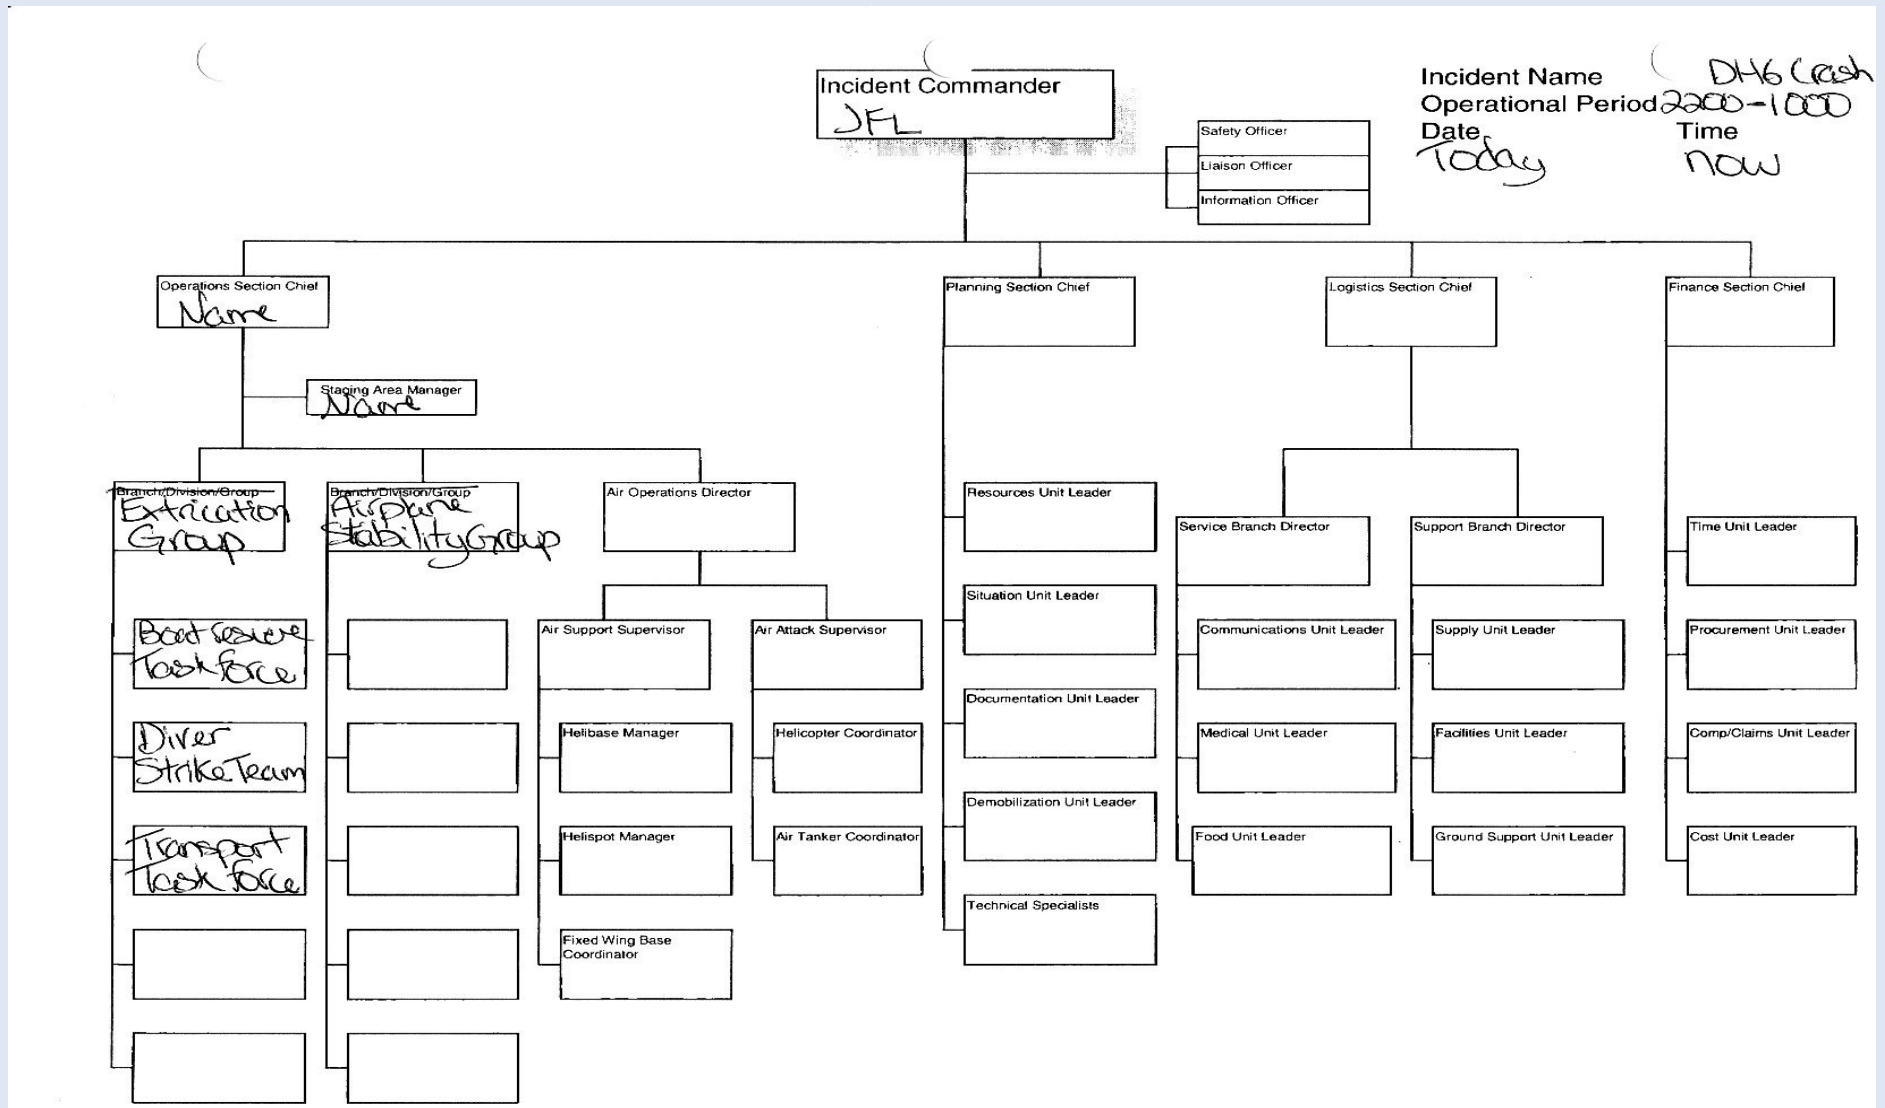 Incident Commander
JFL
Incident Name DH6 Crash
Operational Period 2200-1000
Date Time
Today now
Safety Officer
Liaison Officer
Information Officer
Operations Section Chief
Name
Planning Section Chief
Logistics Section Chief
Finance Section Chief
Staging Area Manager
Name
Branch/Division/Group
Extrication
Group
Branch/Division/Group
Airplane
Stability Group
Air Operations Director
Resources Unit Leader
Service Branch Director
Support Branch Director
Time Unit Leader
Situation Unit Leader
Boat
Task force
Air Support Supervisor
Air Attack Supervisor
Communications Unit Leader
Supply Unit Leader
Procurement Unit Leader
Documentation Unit Leader
Diver
Strike Team
Helibase Manager
Helicopter Coordinator
Medical Unit Leader
Facilities Unit Leader
Comp/Claims Unit Leader
Demobilization Unit Leader
Transport
Task force
Helispot Manager
Air Tanker Coordinator
Food Unit Leader
Ground Support Unit Leader
Cost Unit Leader
Technical Specialists
Fixed Wing Base
Coordinator